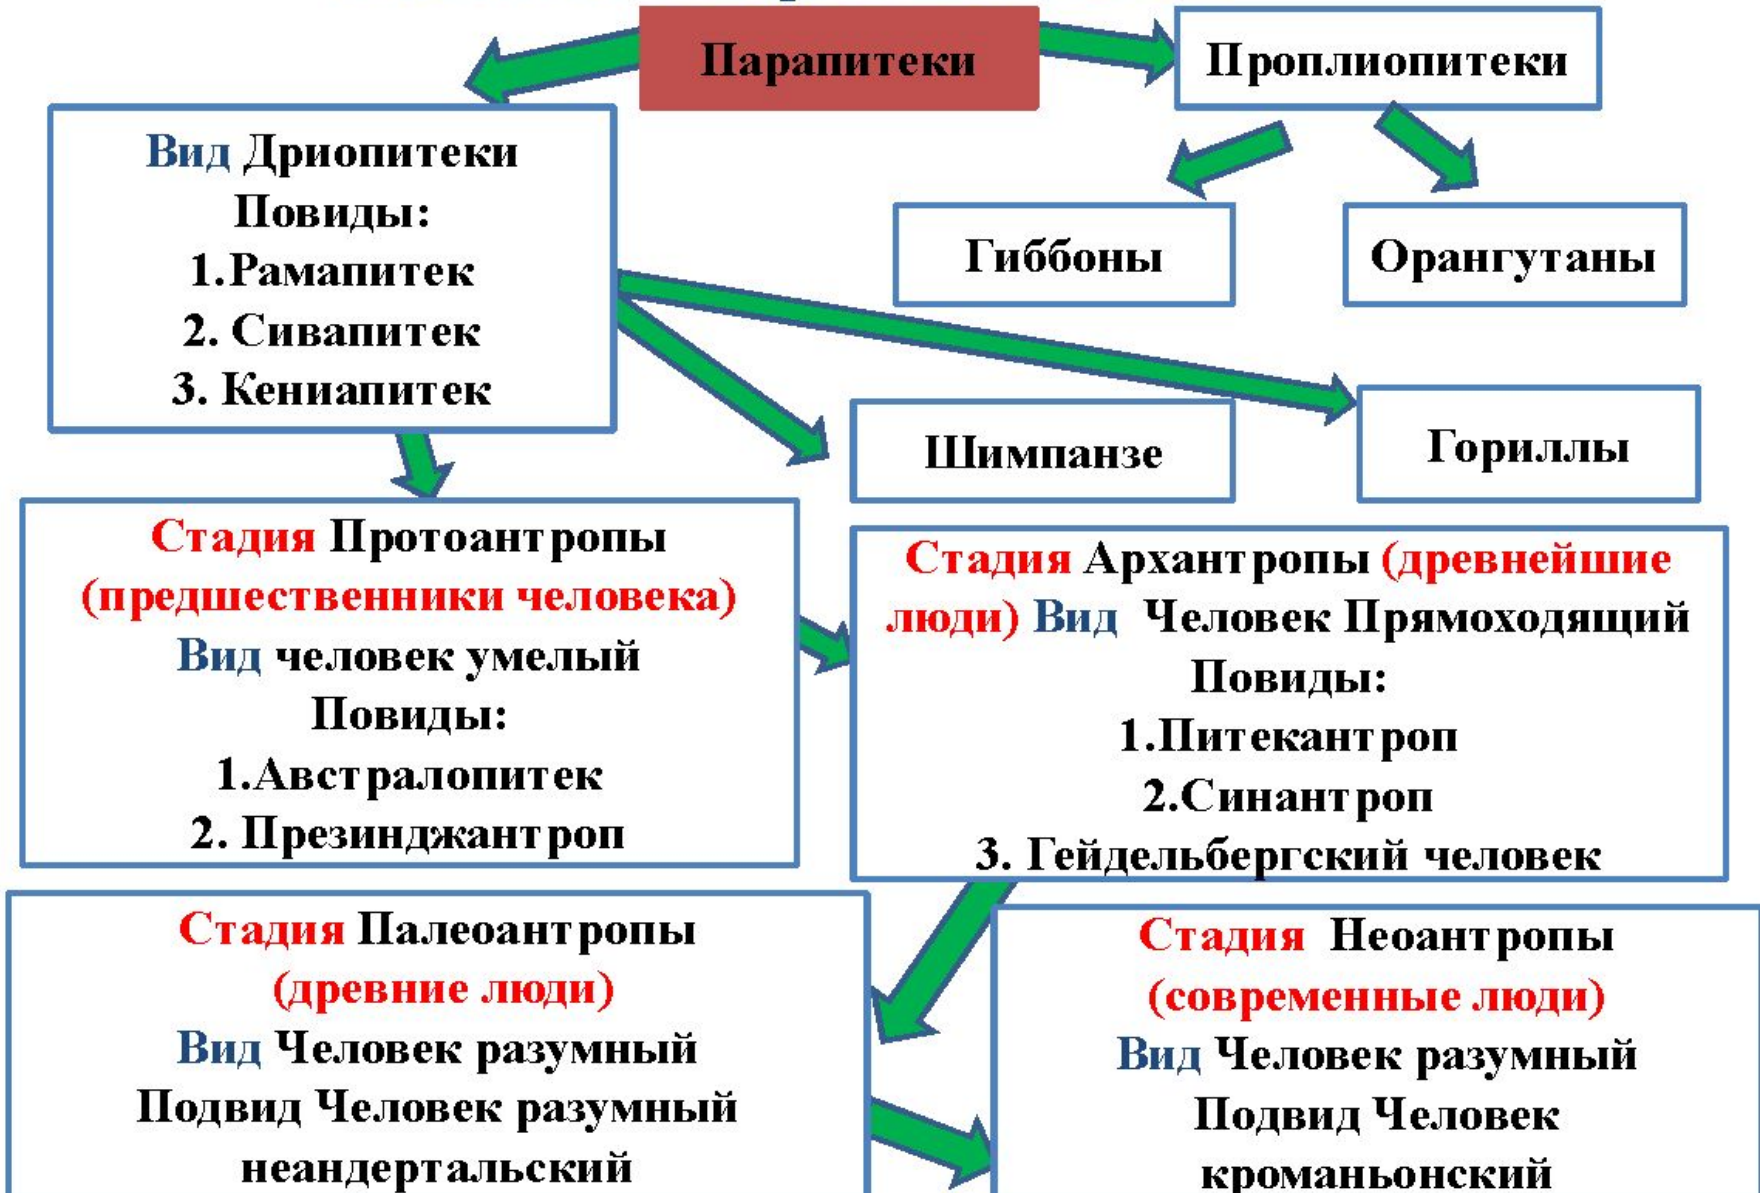 Парапитеки
Проплиопитеки
Вид Дриопитеки
Повиды:
1.Рамапитек
2. Сивапитек
3. Кениапитек
Гиббоны
Орангутаны
Шимпанзе
Гориллы
Стадия Протоантропы
(предшественники человека)
Вид человек умелый
Повиды:
1.Австралопитек
2. Презинджантроп
Стадия Архантропы (древнейшие
люди) Вид Человек Прямоходящий
Повиды:
1.Питекантроп
2.Синантроп
3. Гейдельбергский человек
Стадия Палеоантропы
(древние люди)
Вид Человек разумный
Подвид Человек разумный
неандертальский
Стадия Неоантропы
(современные люди)
Вид Человек разумный
Подвид Человек
кроманьонский